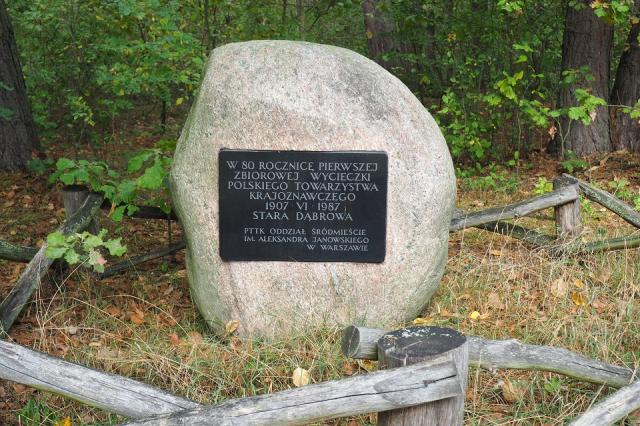 W 80 ROCZNICĘ PIERWSZEJ
ZBIOROWEJ WYCIECZKI
POLSKIEGO TOWARZYSTWA
KRAJOZNAWCZEGO
1907 · VI · 1987
STARA DĄBROWA
PTTK ODDZIAŁ ŚRÓDMIEŚCIE
IM. ALEKSANDRA JANOWSKIEGO
W WARSZAWIE